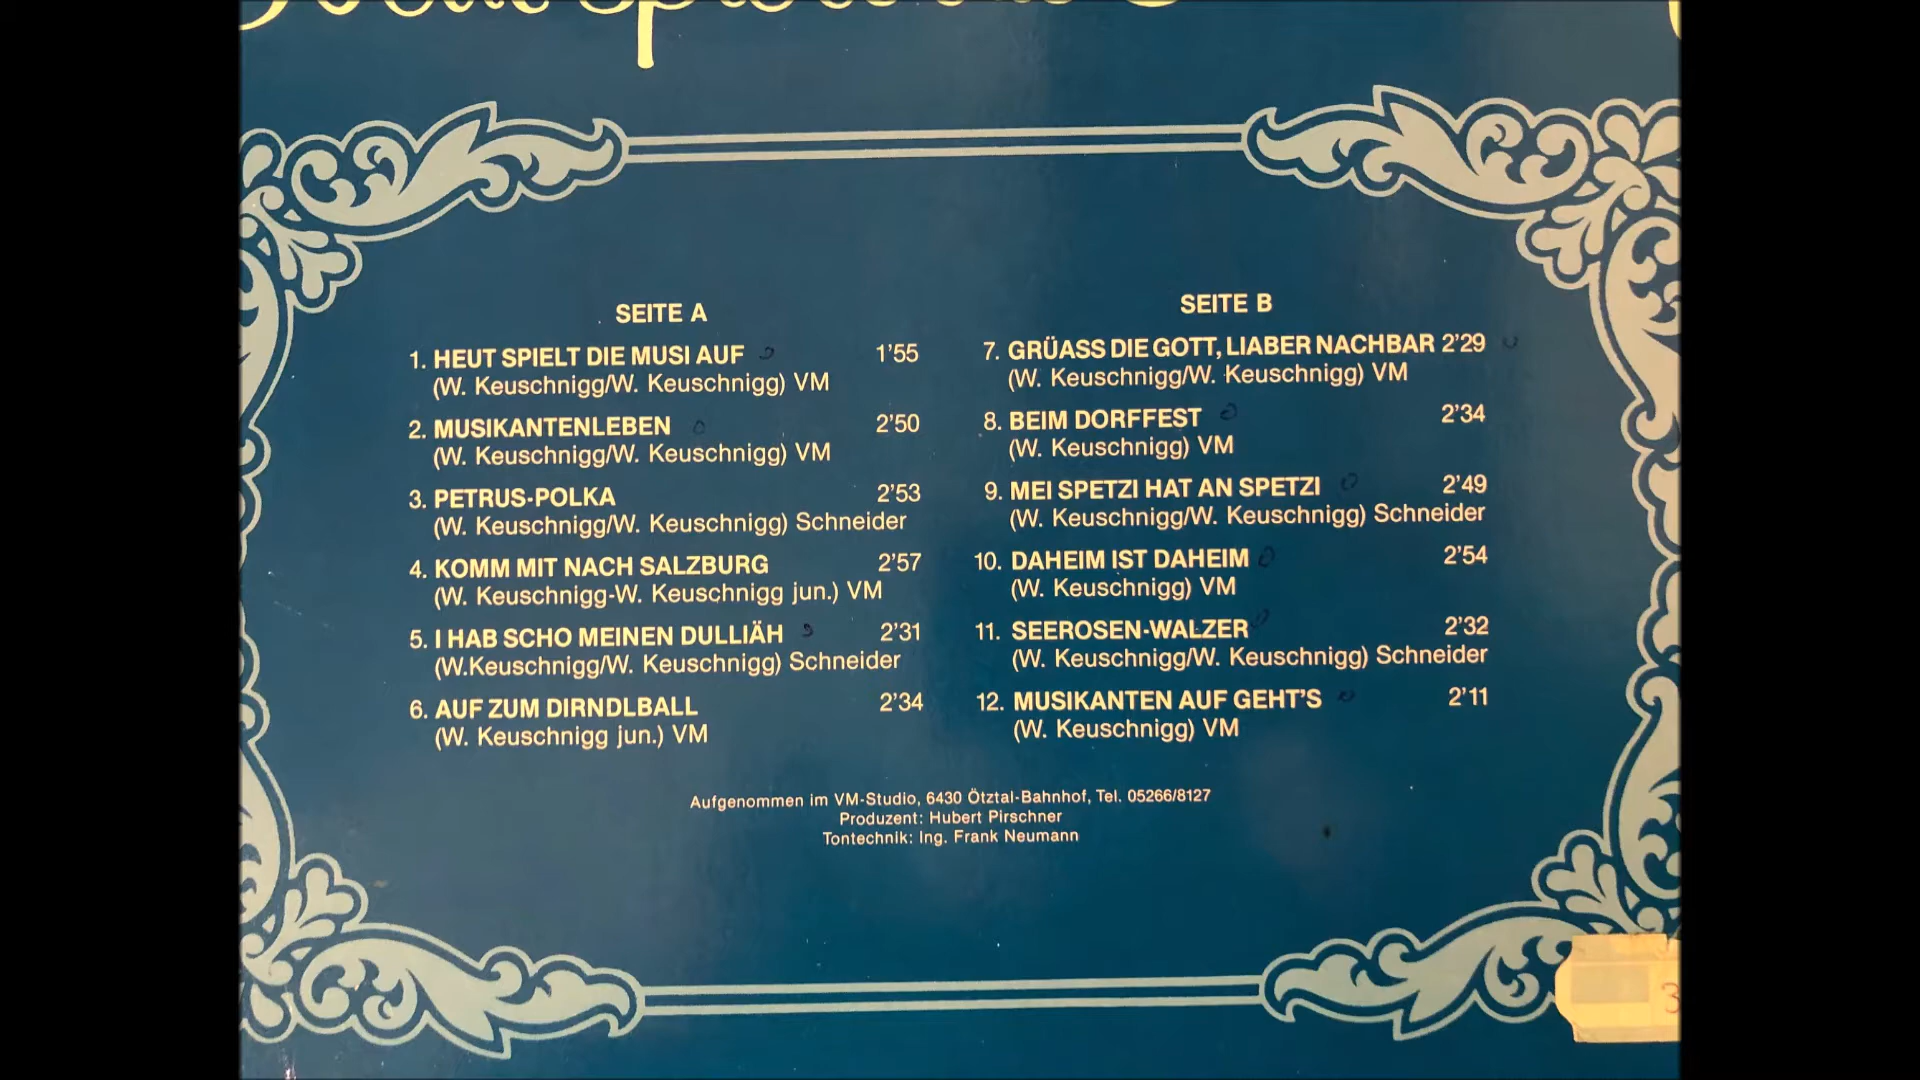 SEITE A
1. HEUT SPIELT DIE MUSI AUF 1'55
(W. Keuschnigg/W. Keuschnigg) VM
2. MUSIKANTENLEBEN 2'50
(W. Keuschnigg/W. Keuschnigg) VM
3. PETRUS-POLKA 2'53
(W. Keuschnigg/W. Keuschnigg) Schneider
4. KOMM MIT NACH SALZBURG 2'57
(W. Keuschnigg-W. Keuschnigg jun.) VM
5. I HAB SCHO MEINEN DULLIÄH 2'31
(W.Keuschnigg/W. Keuschnigg) Schneider
6. AUF ZUM DIRNDLBALL 2'34
(W. Keuschnigg jun.) VM
SEITE B
7. GRÜASS DIE GOTT, LIABER NACHBAR 2'29
(W. Keuschnigg/W. Keuschnigg) VM
8. BEIM DORFFEST 2'34
(W. Keuschnigg) VM
9. MEI SPETZI HAT AN SPETZI 2'49
(W. Keuschnigg/W. Keuschnigg) Schneider
10. DAHEIM IST DAHEIM 2'54
(W. Keuschnigg) VM
11. SEEROSEN-WALZER 2'32
(W. Keuschnigg/W. Keuschnigg) Schneider
12. MUSIKANTEN AUF GEHT'S 2'11
(W. Keuschnigg) VM
Aufgenommen im VM-Studio, 6430 Ötztal-Bahnhof, Tel. 05266/8127
Produzent: Hubert Pirschner
Tontechnik: Ing. Frank Neumann
3